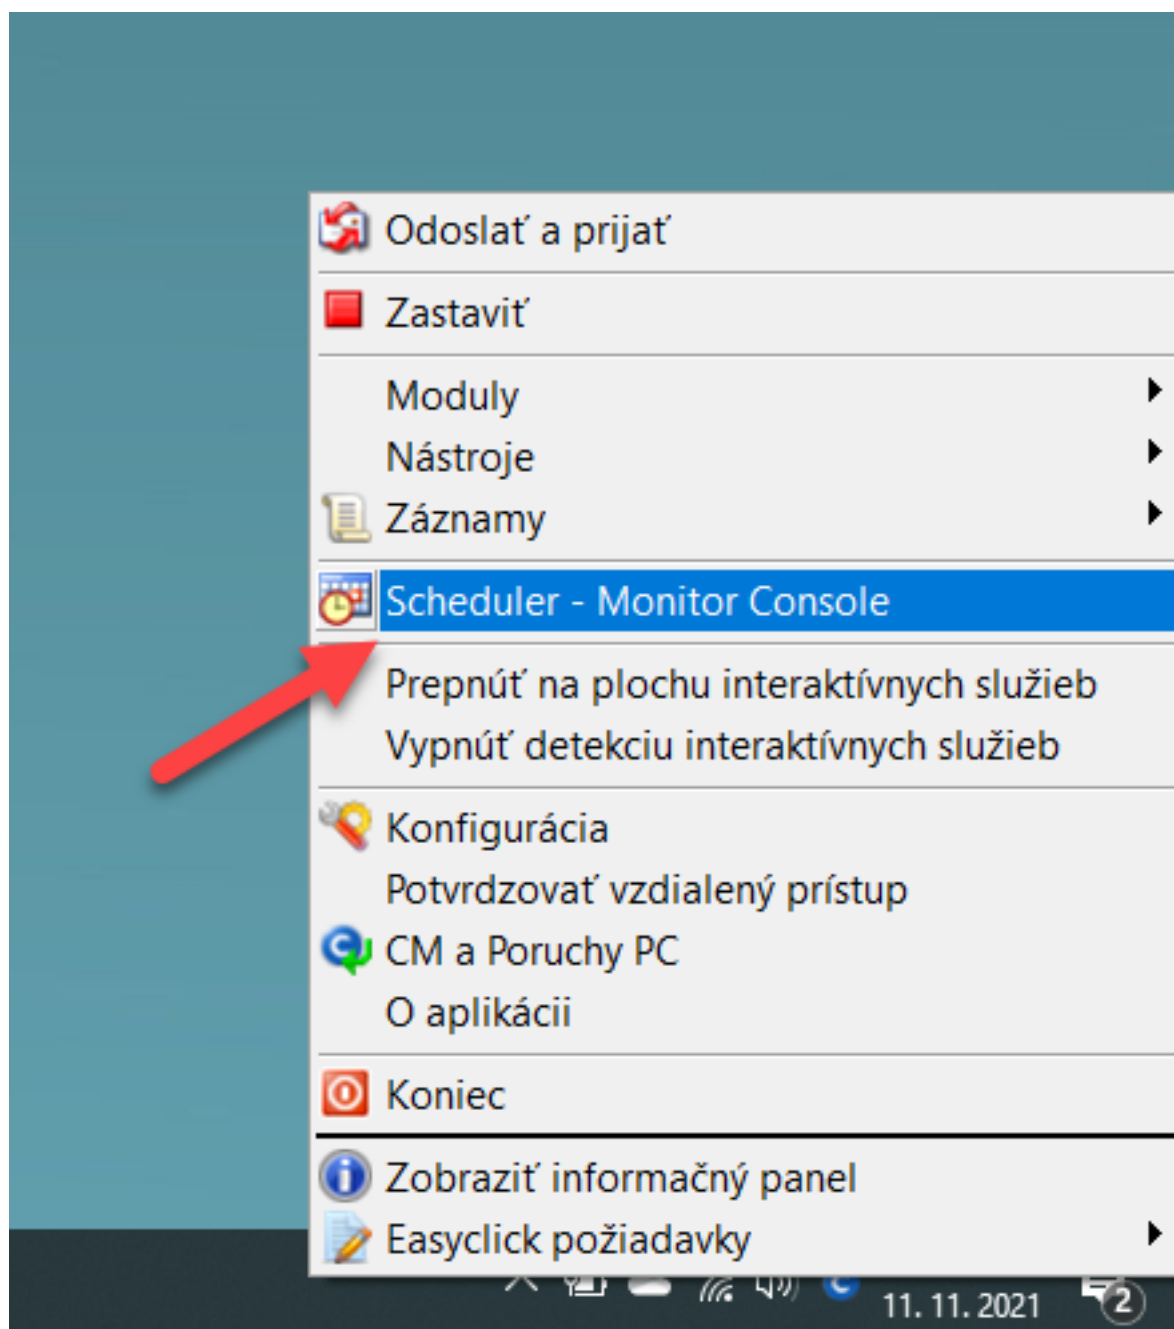 Odoslať a prijať
Zastaviť
Moduly
Nástroje
Záznamy
Scheduler - Monitor Console
Prepnúť na plochu interaktívnych služieb
Vypnúť detekciu interaktívnych služieb
Konfigurácia
Potvrdzovať vzdialený prístup
CM a Poruchy PC
O aplikácii
Koniec
Zobraziť informačný panel
Easyclick požiadavky
11. 11. 2021
2